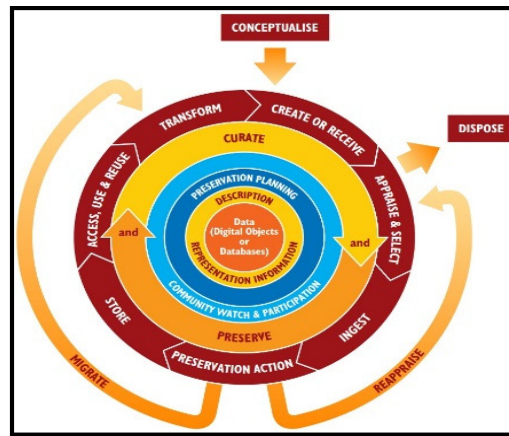 CONCEPTUALISE
TRANSFORM
CREATE OR RECEIVE
DISPOSE
CURATE
APPRAISE & SELECT
ACCESS, USE & REUSE
PRESERVATION PLANNING
DESCRIPTION
and
Data
(Digital Objects
or
Databases)
and
REPRESENTATION INFORMATION
COMMUNITY WATCH & PARTICIPATION
STORE
INGEST
PRESERVE
PRESERVATION ACTION
MIGRATE
REAPPRAISE